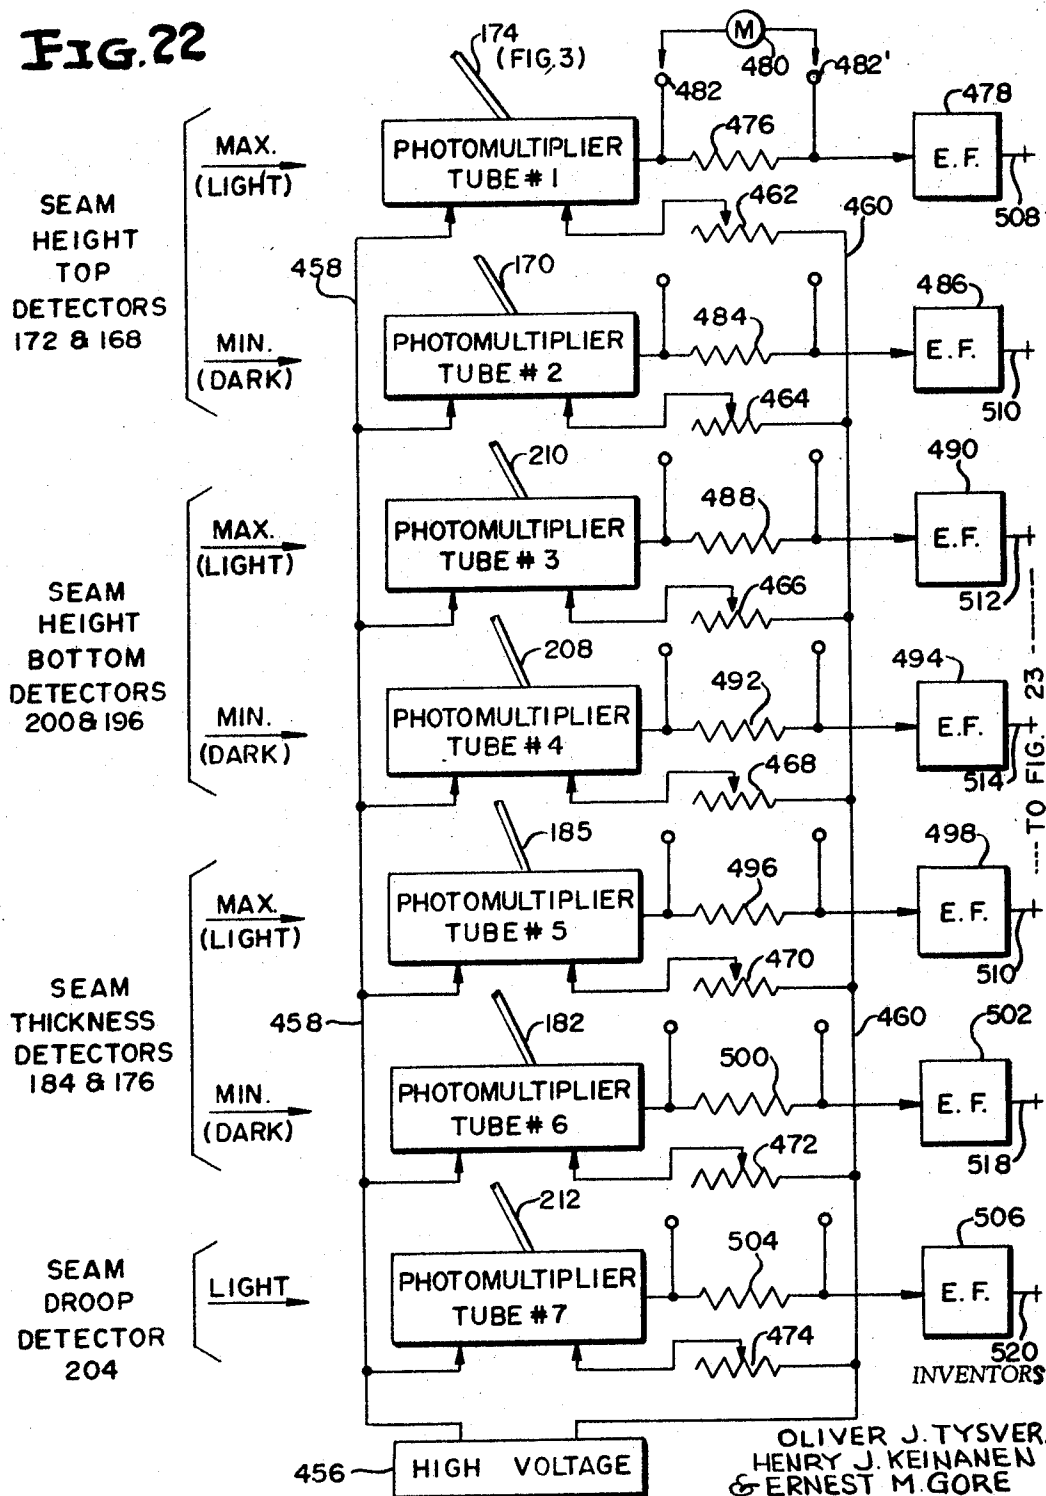 FIG. 22
174
(FIG. 3)
M
480
482
482'
478
MAX.
(LIGHT)
PHOTOMULTIPLIER
TUBE # 1
476
E.F.
508
SEAM
HEIGHT
TOP
DETECTORS
172 & 168
462
460
458
170
486
MIN.
(DARK)
PHOTOMULTIPLIER
TUBE # 2
484
E.F.
510
464
210
490
MAX.
(LIGHT)
PHOTOMULTIPLIER
TUBE # 3
488
E.F.
512
SEAM
HEIGHT
BOTTOM
DETECTORS
200 & 196
466
208
494
MIN.
(DARK)
PHOTOMULTIPLIER
TUBE # 4
492
E.F.
514
468
---- TO FIG. 23 ----
185
498
MAX.
(LIGHT)
PHOTOMULTIPLIER
TUBE # 5
496
E.F.
510
SEAM
THICKNESS
DETECTORS
184 & 176
470
458
460
182
502
MIN.
(DARK)
PHOTOMULTIPLIER
TUBE # 6
500
E.F.
518
472
212
506
SEAM
DROOP
DETECTOR
204
LIGHT
PHOTOMULTIPLIER
TUBE #7
504
E.F.
520
474
INVENTORS
456
HIGH VOLTAGE
OLIVER J. TYSVER.
HENRY J. KEINANEN
& ERNEST M. GORE